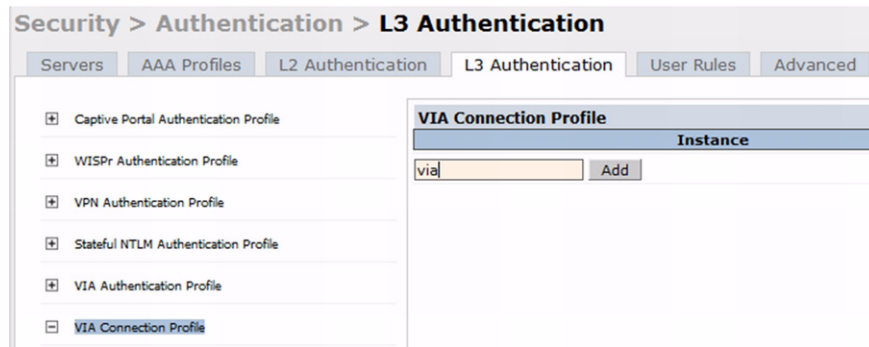 Security > Authentication > L3 Authentication
Servers AAA Profiles L2 Authentication L3 Authentication User Rules Advanced
Captive Portal Authentication Profile
WISPr Authentication Profile
VPN Authentication Profile
Stateful NTLM Authentication Profile
VIA Authentication Profile
VIA Connection Profile
VIA Connection Profile
Instance
via Add